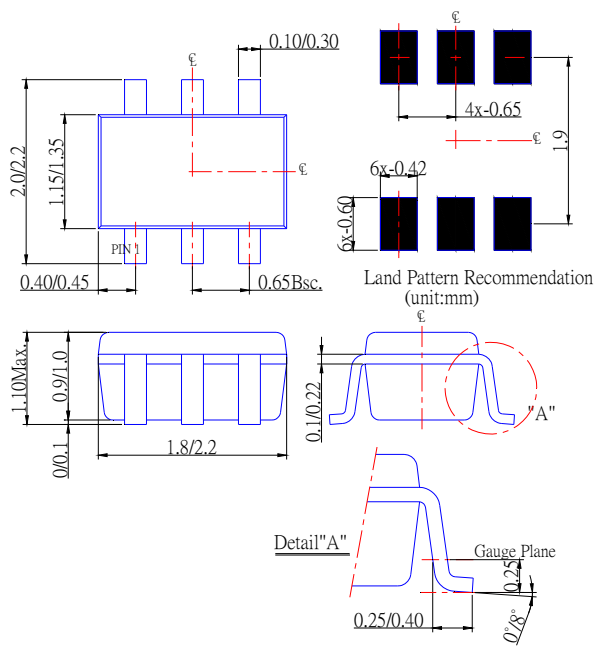 ℄
0.10/0.30
℄
2.0/2.2
1.15/1.35
℄
PIN 1
0.40/0.45
0.65Bsc.
℄
4x-0.65
℄
1.9
6x-0.42
6x-0.60
Land Pattern Recommendation
(unit:mm)
1.10Max.
0.9/1.0
0/0.1
1.8/2.2
℄
0.1/0.22
"A"
Detail"A"
Gauge Plane
0.25
0.25/0.40
0°/8°